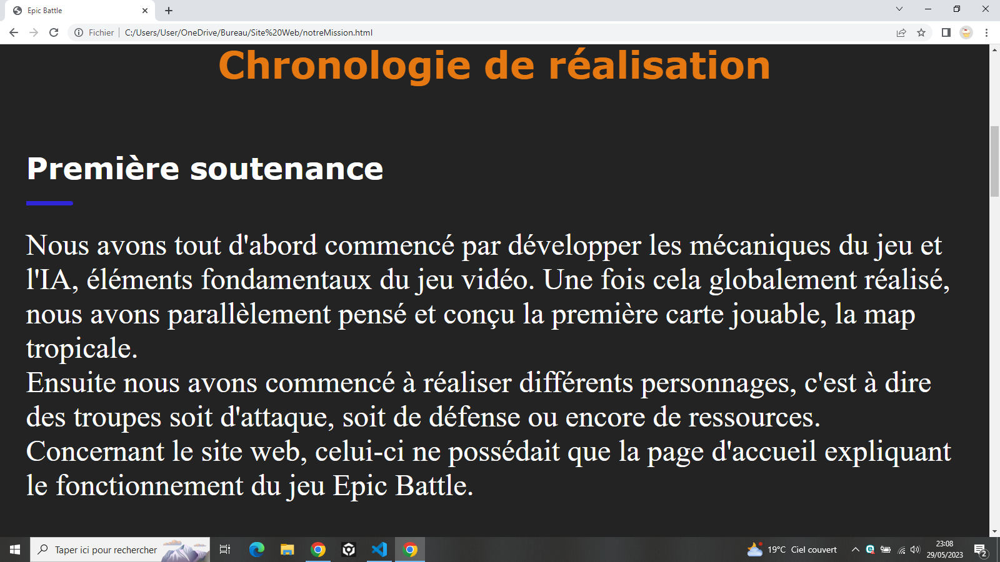 Epic Battle
Fichier
C:/Users/User/OneDrive/Bureau/Site%20Web/notreMission.html
Chronologie de réalisation
Première soutenance
Nous avons tout d'abord commencé par développer les mécaniques du jeu et
l'IA, éléments fondamentaux du jeu vidéo. Une fois cela globalement réalisé,
nous avons parallèlement pensé et conçu la première carte jouable, la map
tropicale.
Ensuite nous avons commencé à réaliser différents personnages, c'est à dire
des troupes soit d'attaque, soit de défense ou encore de ressources.
Concernant le site web, celui-ci ne possédait que la page d'accueil expliquant
le fonctionnement du jeu Epic Battle.
Taper ici pour rechercher
19°C Ciel couvert
23:08
29/05/2023
2